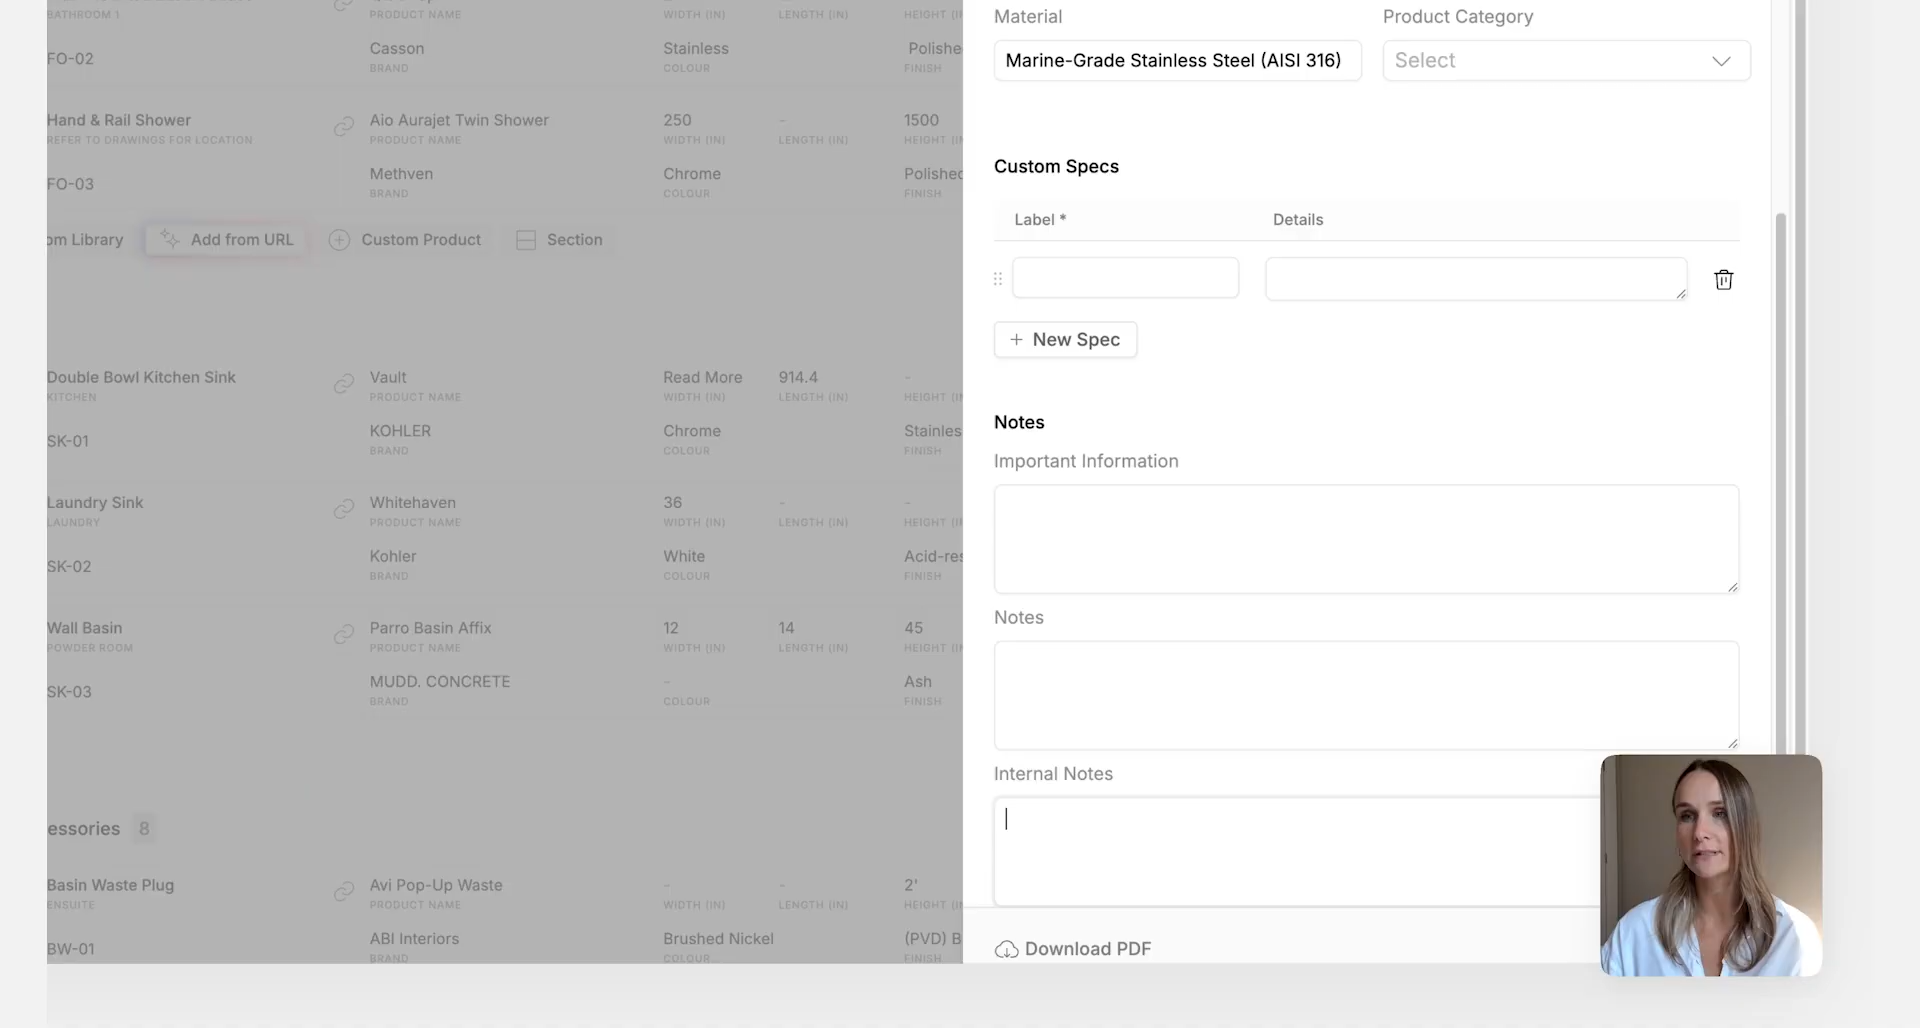 BATHROOM 1
PRODUCT NAME
WIDTH (IN)
LENGTH (IN)
HEIGHT (IN
FO-02
Casson
BRAND
Stainless
COLOUR
Polishe
FINISH
Hand & Rail Shower
REFER TO DRAWINGS FOR LOCATION
Aio Aurajet Twin Shower
PRODUCT NAME
250
WIDTH (IN)
-
LENGTH (IN)
1500
HEIGHT (IN
FO-03
Methven
BRAND
Chrome
COLOUR
Polished
FINISH
om Library
Add from URL
Custom Product
Section
Double Bowl Kitchen Sink
KITCHEN
Vault
PRODUCT NAME
Read More
WIDTH (IN)
914.4
LENGTH (IN)
-
HEIGHT (IN
SK-01
KOHLER
BRAND
Chrome
COLOUR
Stainles
FINISH
Laundry Sink
LAUNDRY
Whitehaven
PRODUCT NAME
36
WIDTH (IN)
-
LENGTH (IN)
-
HEIGHT (IN
SK-02
Kohler
BRAND
White
COLOUR
Acid-res
FINISH
Wall Basin
POWDER ROOM
Parro Basin Affix
PRODUCT NAME
12
WIDTH (IN)
14
LENGTH (IN)
45
HEIGHT (IN
SK-03
MUDD. CONCRETE
BRAND
-
COLOUR
Ash
FINISH
essories 8
Basin Waste Plug
ENSUITE
Avi Pop-Up Waste
PRODUCT NAME
-
WIDTH (IN)
-
LENGTH (IN)
2'
HEIGHT (IN
BW-01
ABI Interiors
BRAND
Brushed Nickel
COLOUR
(PVD) B
FINISH
Material
Marine-Grade Stainless Steel (AISI 316)
Product Category
Select
Custom Specs
Label *
Details
New Spec
Notes
Important Information
Notes
Internal Notes
Download PDF